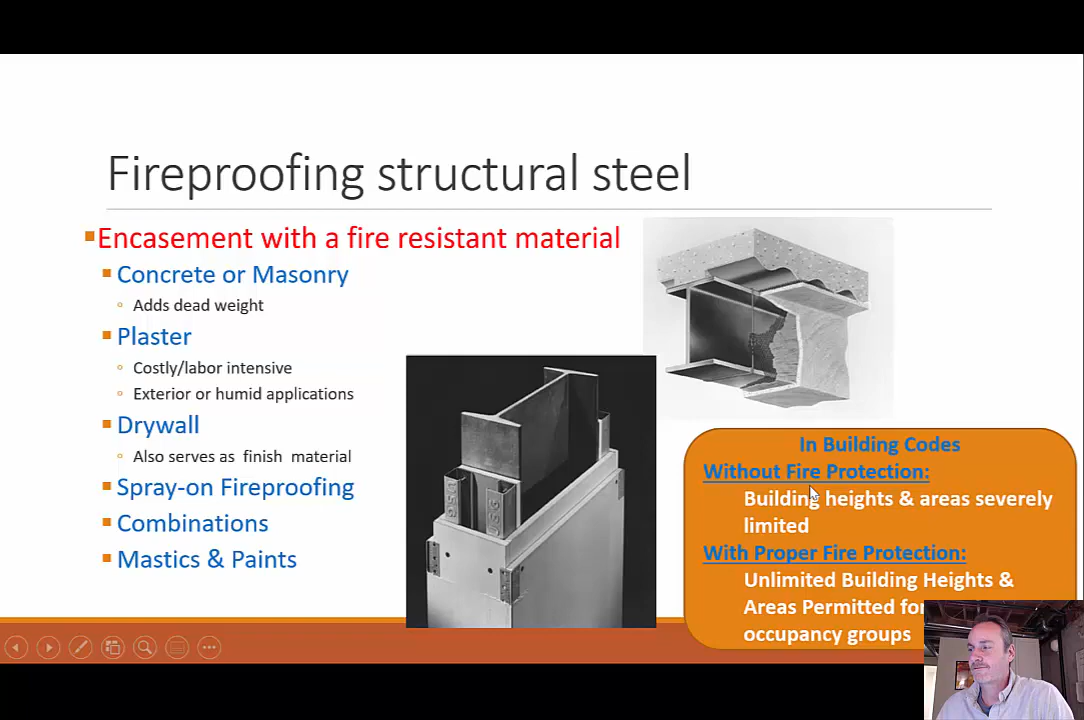 Fireproofing structural steel
Encasement with a fire resistant material
Concrete or Masonry
Adds dead weight
Plaster
Costly/labor intensive
Exterior or humid applications
Drywall
Also serves as finish material
Spray-on Fireproofing
Combinations
Mastics & Paints
USG
USG
In Building Codes
Without Fire Protection:
Building heights & areas severely
limited
With Proper Fire Protection:
Unlimited Building Heights &
Areas Permitted for
occupancy groups